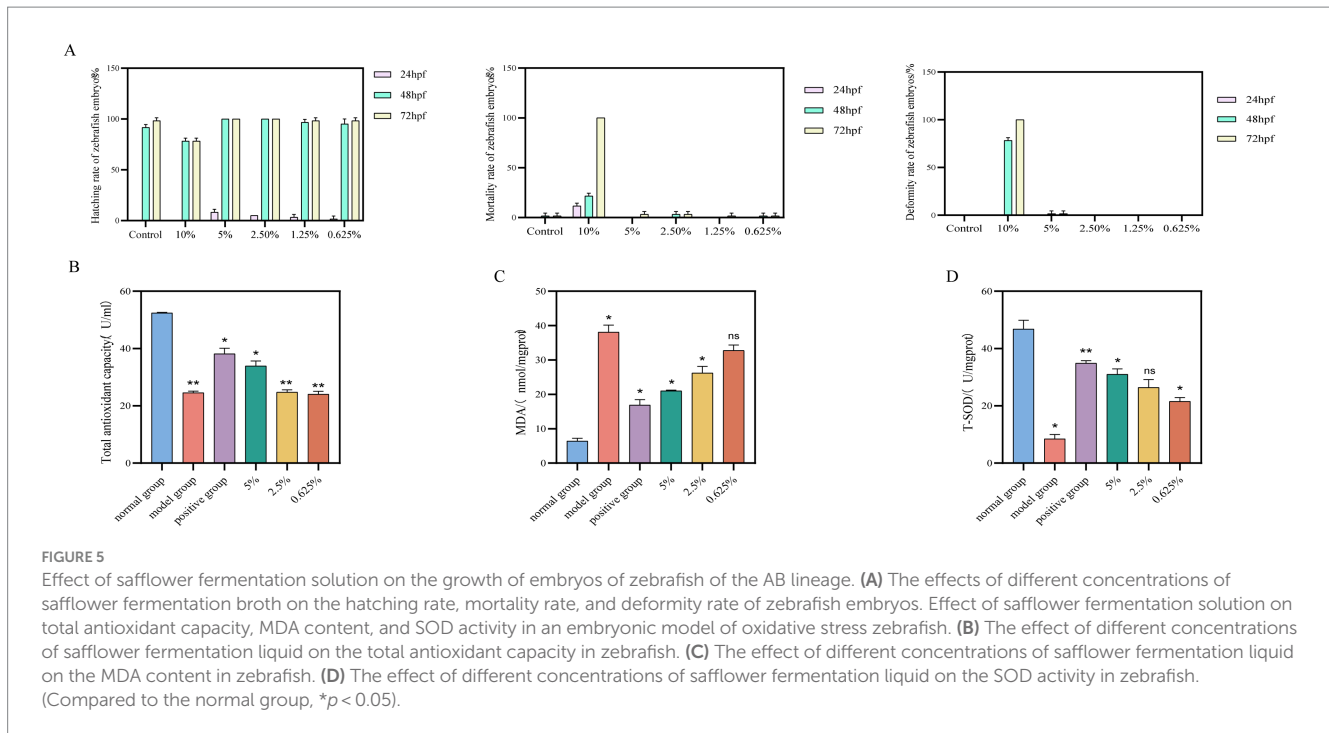 A
Hatching rate of zebrafish embryos%
150
100
50
0
Control 10% 5% 2.50% 1.25% 0.625%
24hpf
48hpf
72hpf
Mortality rate of zebrafish embryos%
150
100
50
0
Control 10% 5% 2.50% 1.25% 0.625%
24hpf
48hpf
72hpf
Deformity rate of zebrafish embryos/%
150
100
50
0
Control 10% 5% 2.50 1.25% 0.625%
24hpf
48hpf
72hpf
B
Total antioxidant capacity( U/ml)
60
40
20
0
** * * ** **
normal group model group positive group 5% 2.5% 0.625%
C
MDA/( nmol/mgprot)
50
40
30
20
10
0
* * * * ns
normal group model group positive group 5% 2.5% 0.625%
D
T-SOD/( U/mgprot)
60
40
20
0
* ** * ns *
normal group model group positive group 5% 2.5% 0.625%
FIGURE 5
Effect of safflower fermentation solution on the growth of embryos of zebrafish of the AB lineage. (A) The effects of different concentrations of
safflower fermentation broth on the hatching rate, mortality rate, and deformity rate of zebrafish embryos. Effect of safflower fermentation solution on
total antioxidant capacity, MDA content, and SOD activity in an embryonic model of oxidative stress zebrafish. (B) The effect of different concentrations
of safflower fermentation liquid on the total antioxidant capacity in zebrafish. (C) The effect of different concentrations of safflower fermentation liquid
on the MDA content in zebrafish. (D) The effect of different concentrations of safflower fermentation liquid on the SOD activity in zebrafish.
(Compared to the normal group, *p < 0.05).